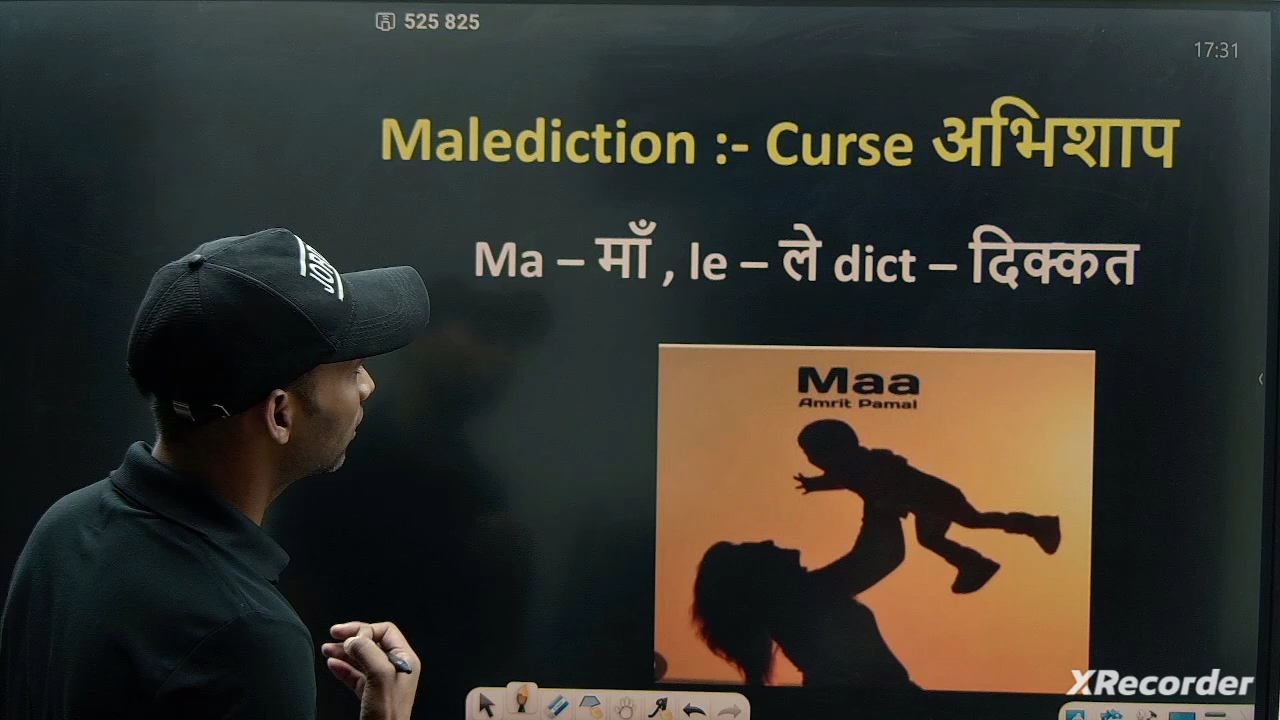 525 825
17:31
Malediction :- Curse अभिशाप
Ma – माँ , le – ले dict – दिक्कत
Maa
Amrit Pamal
XRecorder